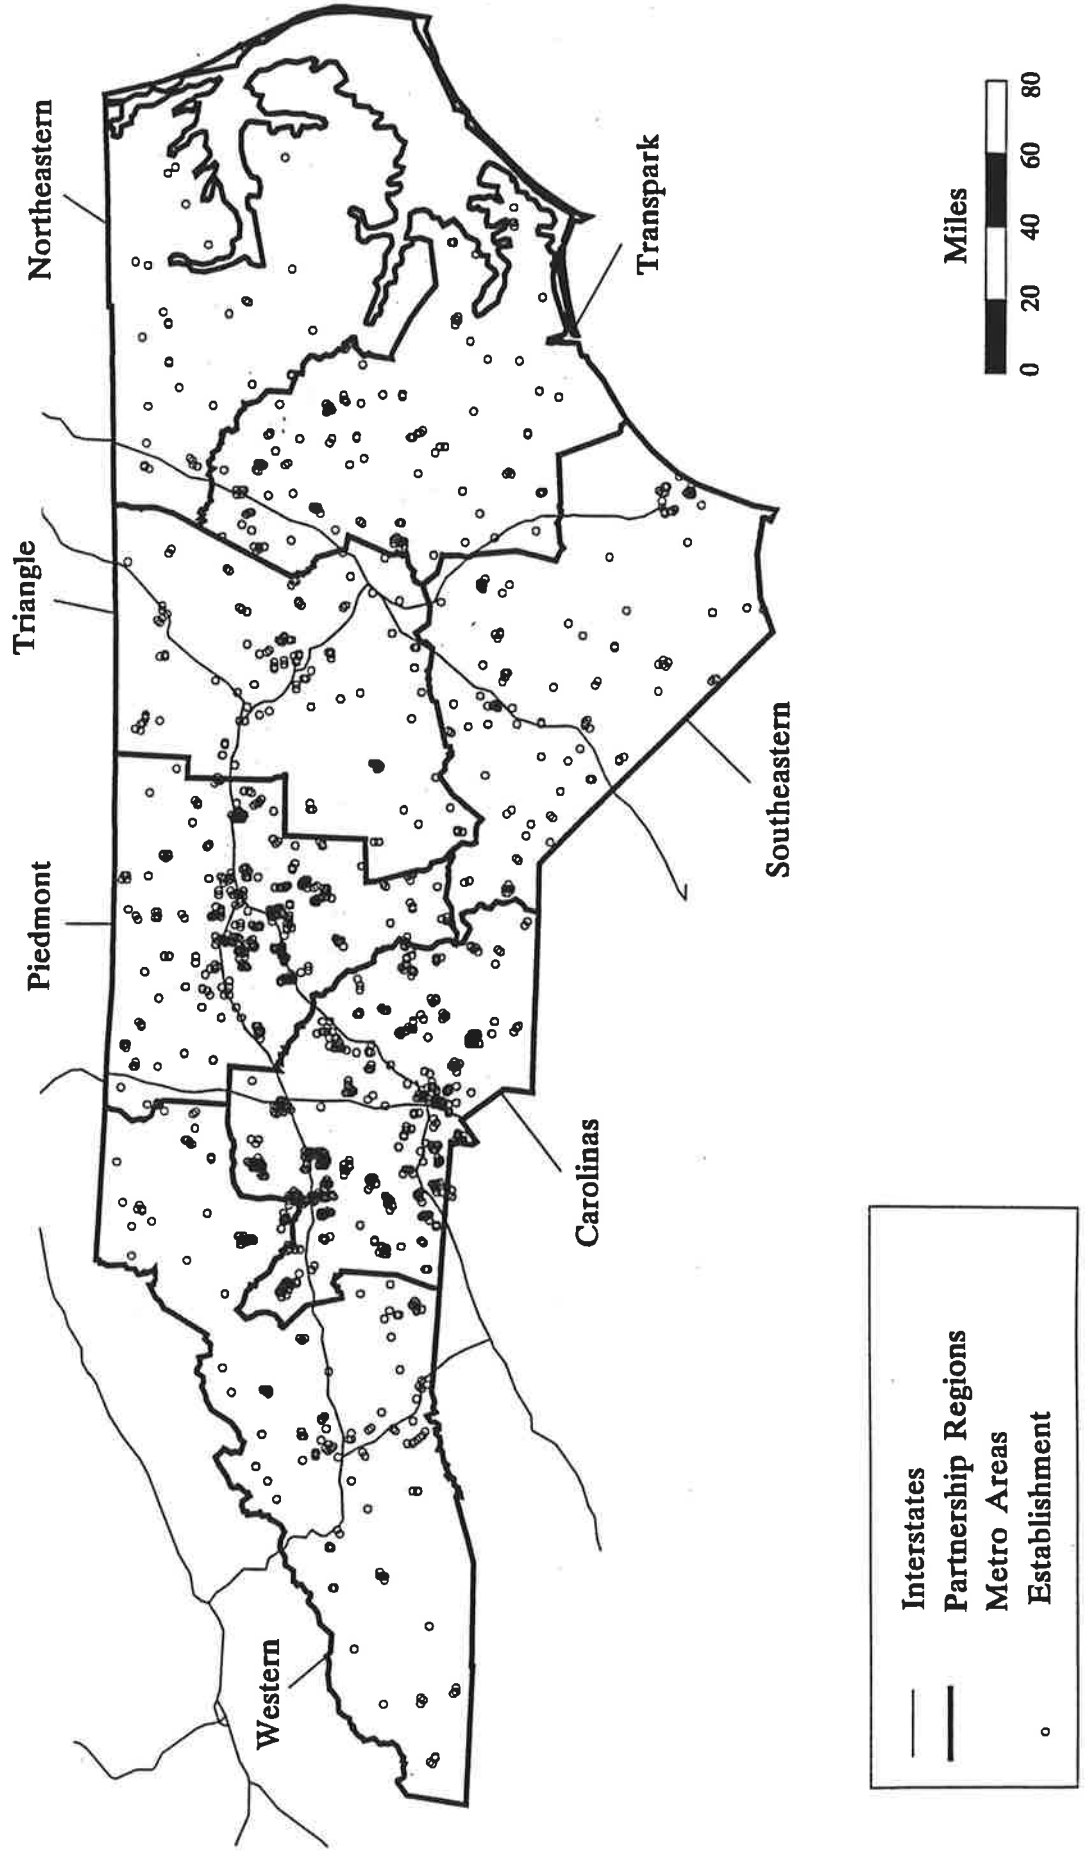 Western
Piedmont
Triangle
Northeastern
Carolinas
Southeastern
Transpark
Interstates
Partnership Regions
Metro Areas
Establishment
Miles
0 20 40 60 80